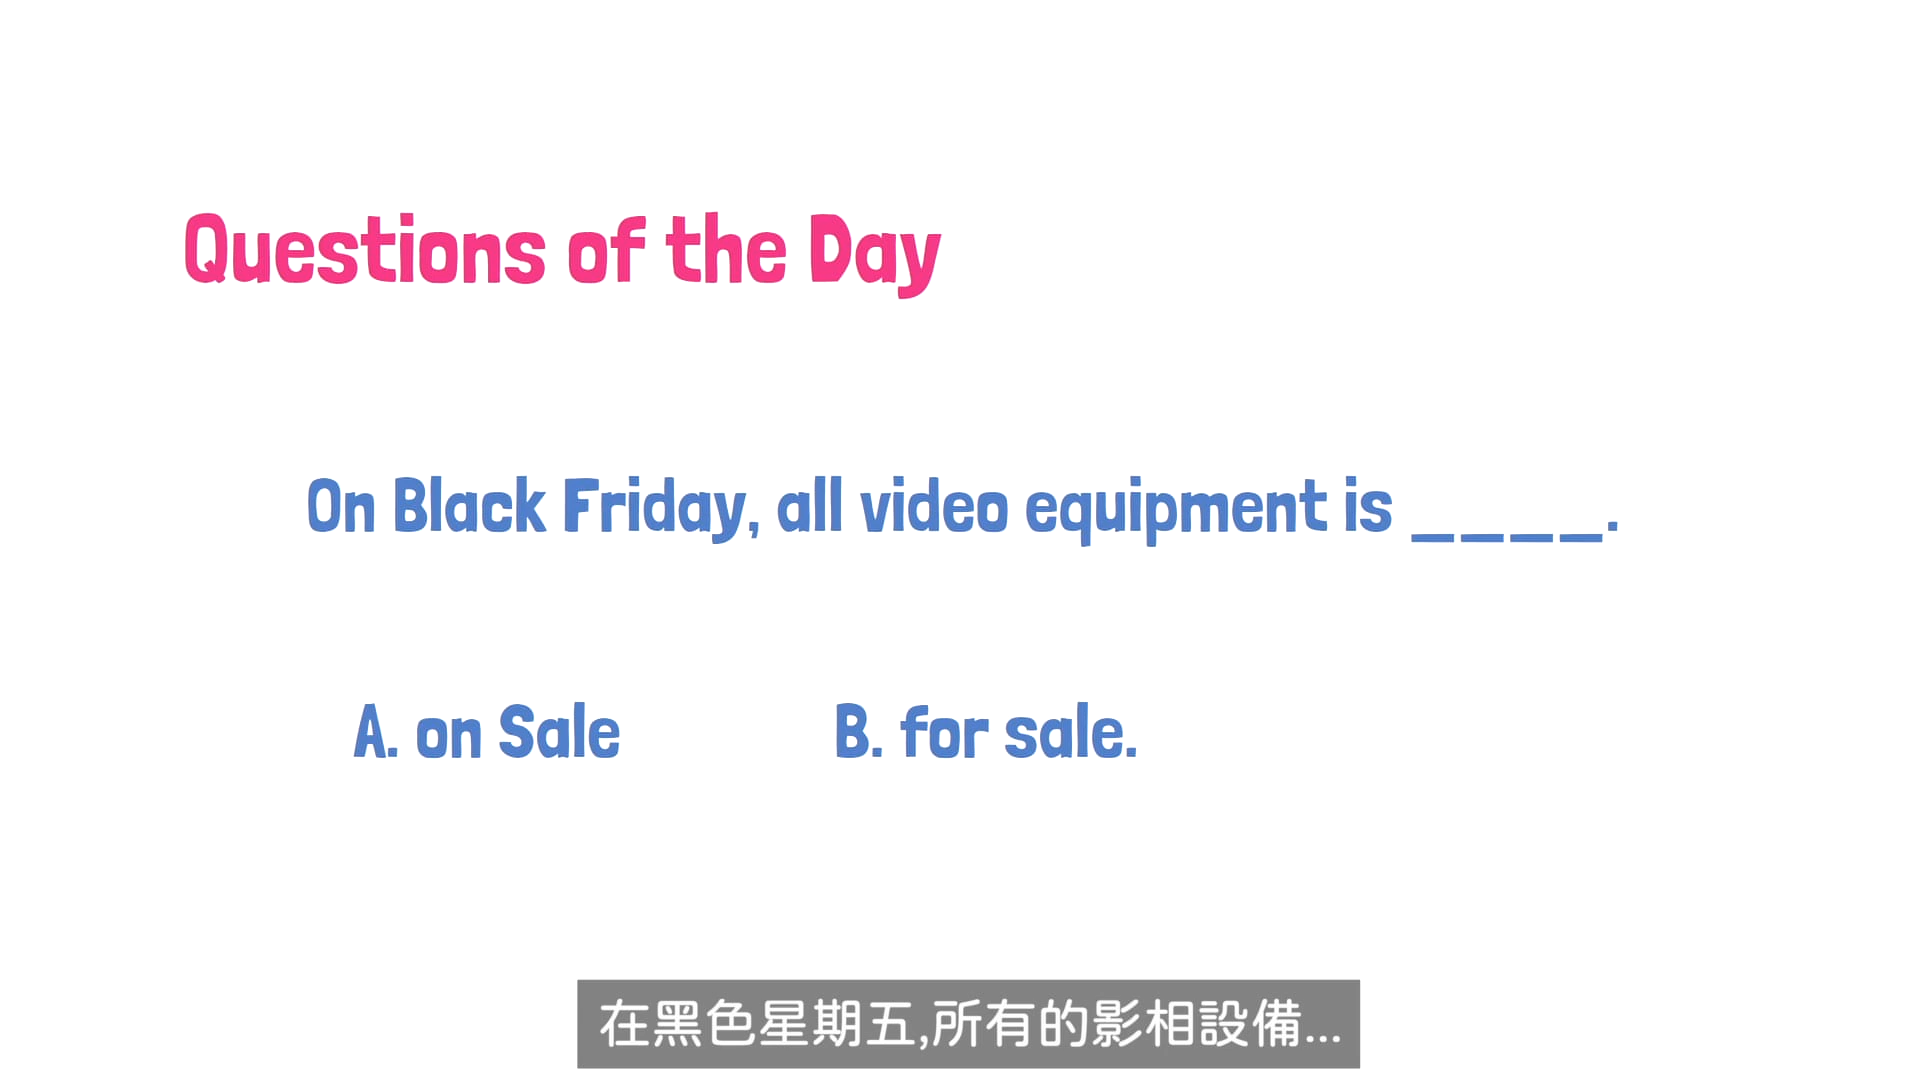 Questions of the Day
On Black Friday, all video equipment is ____.
A. on Sale B. for sale.
在黑色星期五,所有的影相設備...